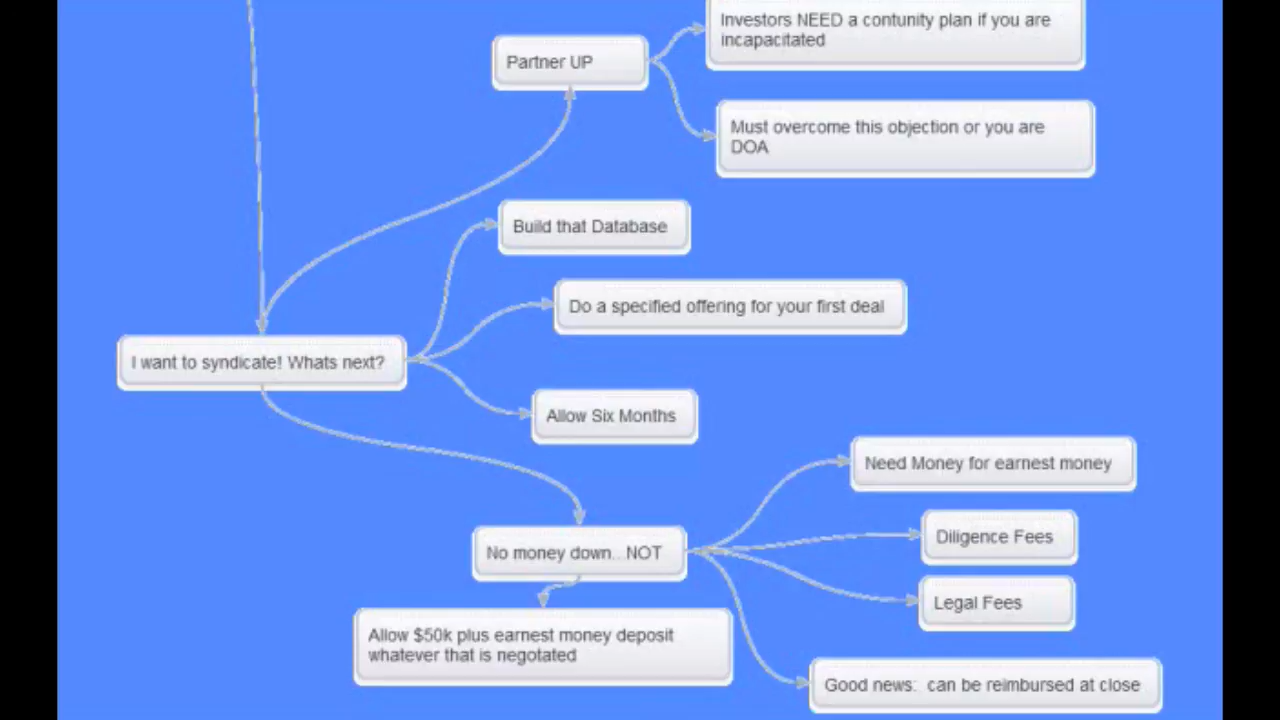 Investors NEED a contunity plan if you are
incapacitated
Partner UP
Must overcome this objection or you are
DOA
Build that Database
Do a specified offering for your first deal
I want to syndicate! Whats next?
Allow Six Months
Need Money for earnest money
Diligence Fees
No money down...NOT
Legal Fees
Allow $50k plus earnest money deposit
whatever that is negotiated
Good news:  can be reimbursed at close